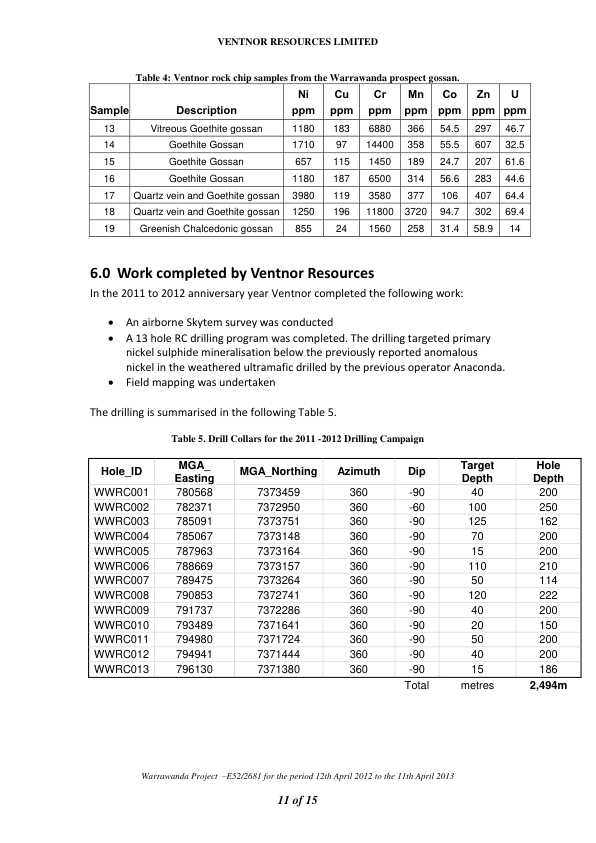 VENTNOR RESOURCES LIMITED
Table 4: Ventnor rock chip samples from the Warrawanda prospect gossan.
Sample Description Ni ppm Cu ppm Cr ppm Mn ppm Co ppm Zn ppm U ppm
13 Vitreous Goethite gossan 1180 183 6880 366 54.5 297 46.7
14 Goethite Gossan 1710 97 14400 358 55.5 607 32.5
15 Goethite Gossan 657 115 1450 189 24.7 207 61.6
16 Goethite Gossan 1180 187 6500 314 56.6 283 44.6
17 Quartz vein and Goethite gossan 3980 119 3580 377 106 407 64.4
18 Quartz vein and Goethite gossan 1250 196 11800 3720 94.7 302 69.4
19 Greenish Chalcedonic gossan 855 24 1560 258 31.4 58.9 14
6.0 Work completed by Ventnor Resources
In the 2011 to 2012 anniversary year Ventnor completed the following work:
• An airborne Skytem survey was conducted
• A 13 hole RC drilling program was completed. The drilling targeted primary
nickel sulphide mineralisation below the previously reported anomalous
nickel in the weathered ultramafic drilled by the previous operator Anaconda.
• Field mapping was undertaken
The drilling is summarised in the following Table 5.
Table 5. Drill Collars for the 2011 -2012 Drilling Campaign
Hole_ID MGA_ Easting MGA_Northing Azimuth Dip Target Depth Hole Depth
WWRC001 780568 7373459 360 -90 40 200
WWRC002 782371 7372950 360 -60 100 250
WWRC003 785091 7373751 360 -90 125 162
WWRC004 785067 7373148 360 -90 70 200
WWRC005 787963 7373164 360 -90 15 200
WWRC006 788669 7373157 360 -90 110 210
WWRC007 789475 7373264 360 -90 50 114
WWRC008 790853 7372741 360 -90 120 222
WWRC009 791737 7372286 360 -90 40 200
WWRC010 793489 7371641 360 -90 20 150
WWRC011 794980 7371724 360 -90 50 200
WWRC012 794941 7371444 360 -90 40 200
WWRC013 796130 7371380 360 -90 15 186
Total metres 2,494m
Warrawanda Project –E52/2681 for the period 12th April 2012 to the 11th April 2013
11 of 15